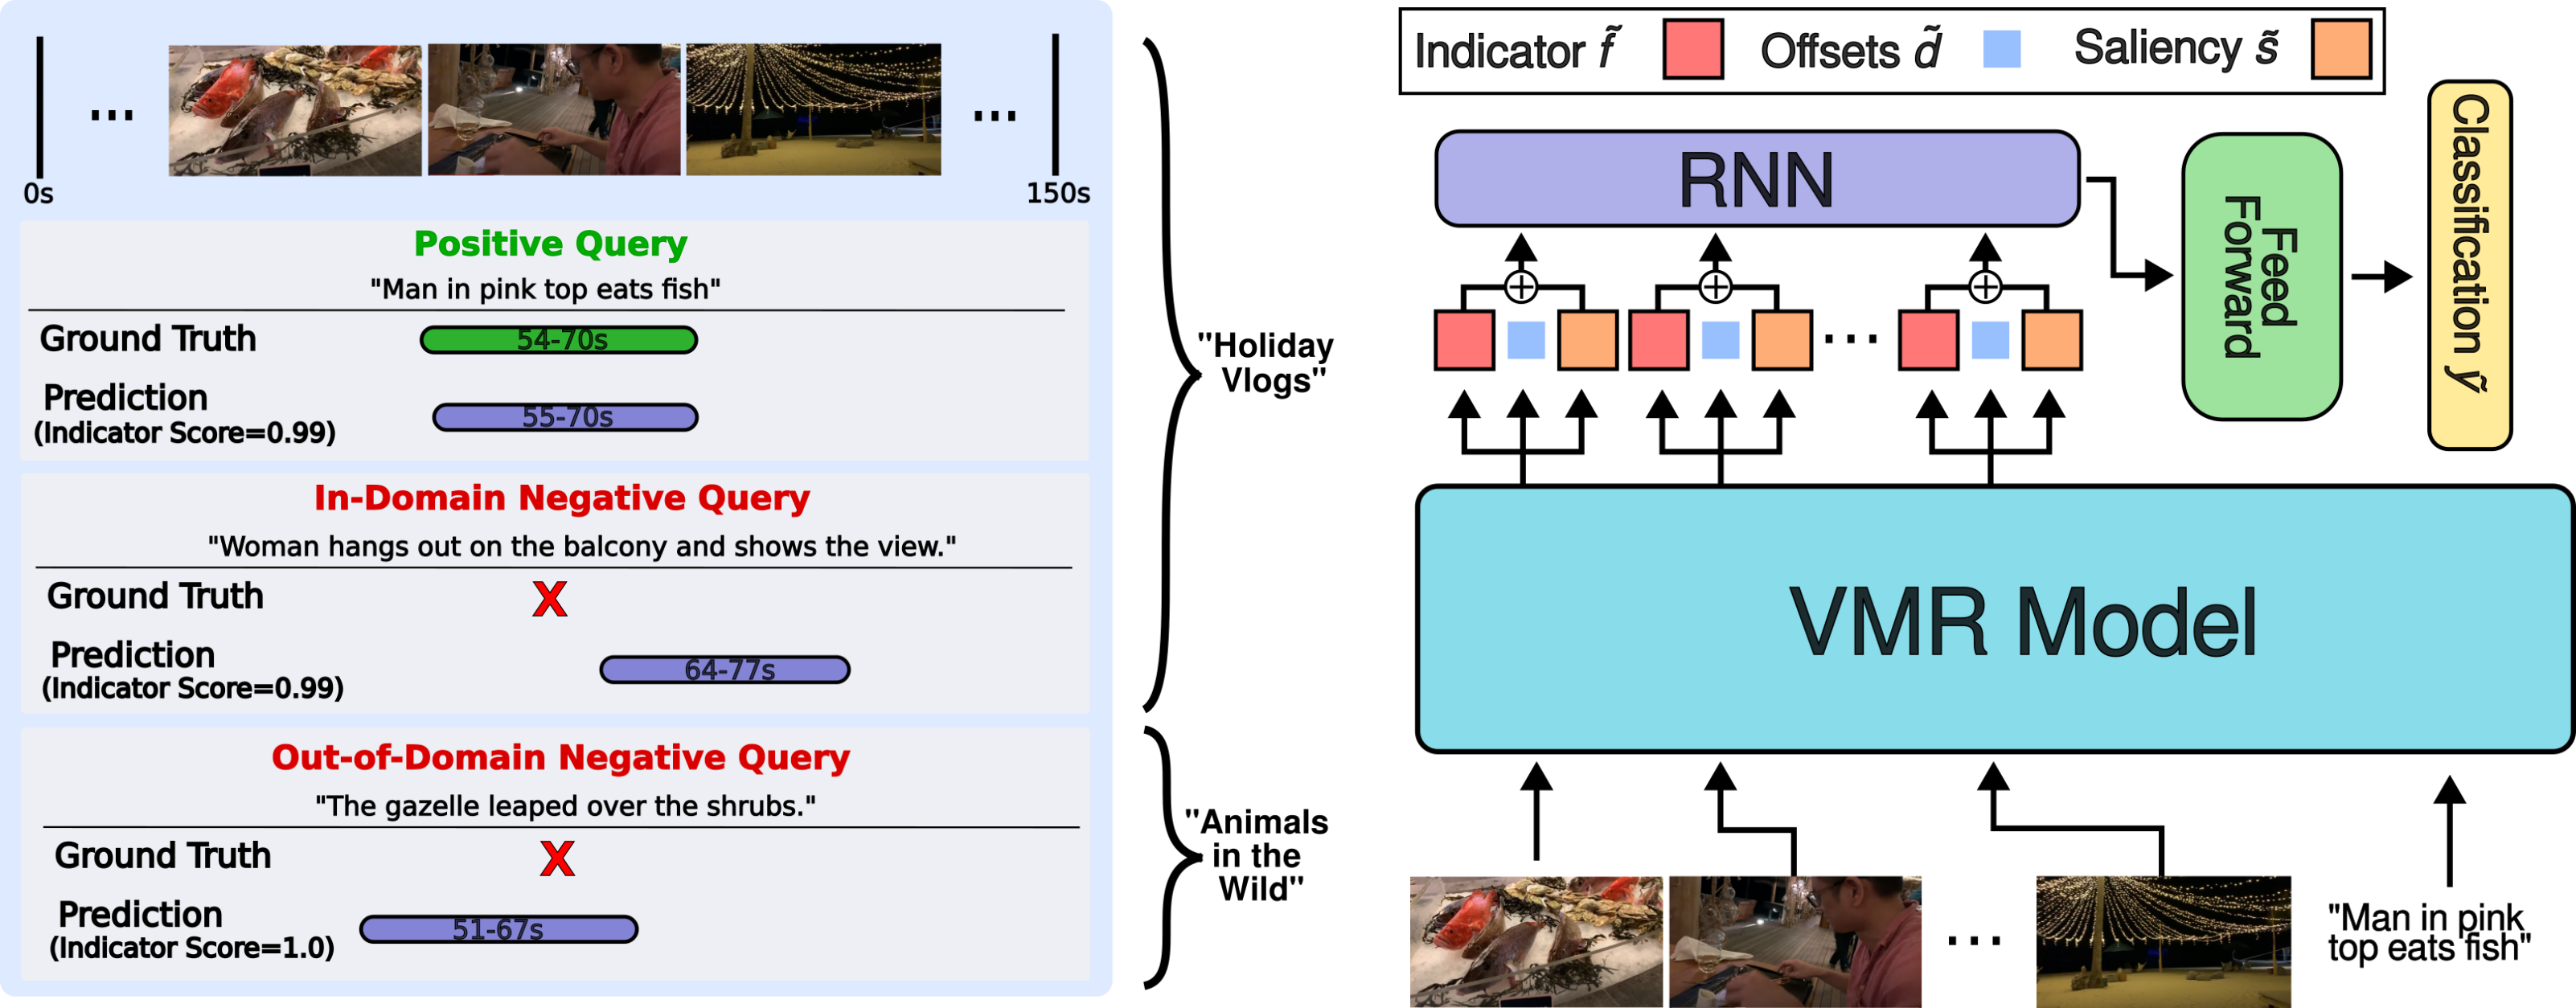 ...
...
0s
150s
Positive Query
"Man in pink top eats fish"
Ground Truth
54-70s
Prediction
(Indicator Score=0.99)
55-70s
In-Domain Negative Query
"Woman hangs out on the balcony and shows the view."
Ground Truth
X
Prediction
(Indicator Score=0.99)
64-77s
Out-of-Domain Negative Query
"The gazelle leaped over the shrubs."
Ground Truth
X
Prediction
(Indicator Score=1.0)
51-67s
"Holiday
Vlogs"
"Animals
in the
Wild"
Indicator f̃
Offsets d̃
Saliency s̃
RNN
Feed
Forward
Classification ỹ
...
VMR Model
...
"Man in pink
top eats fish"